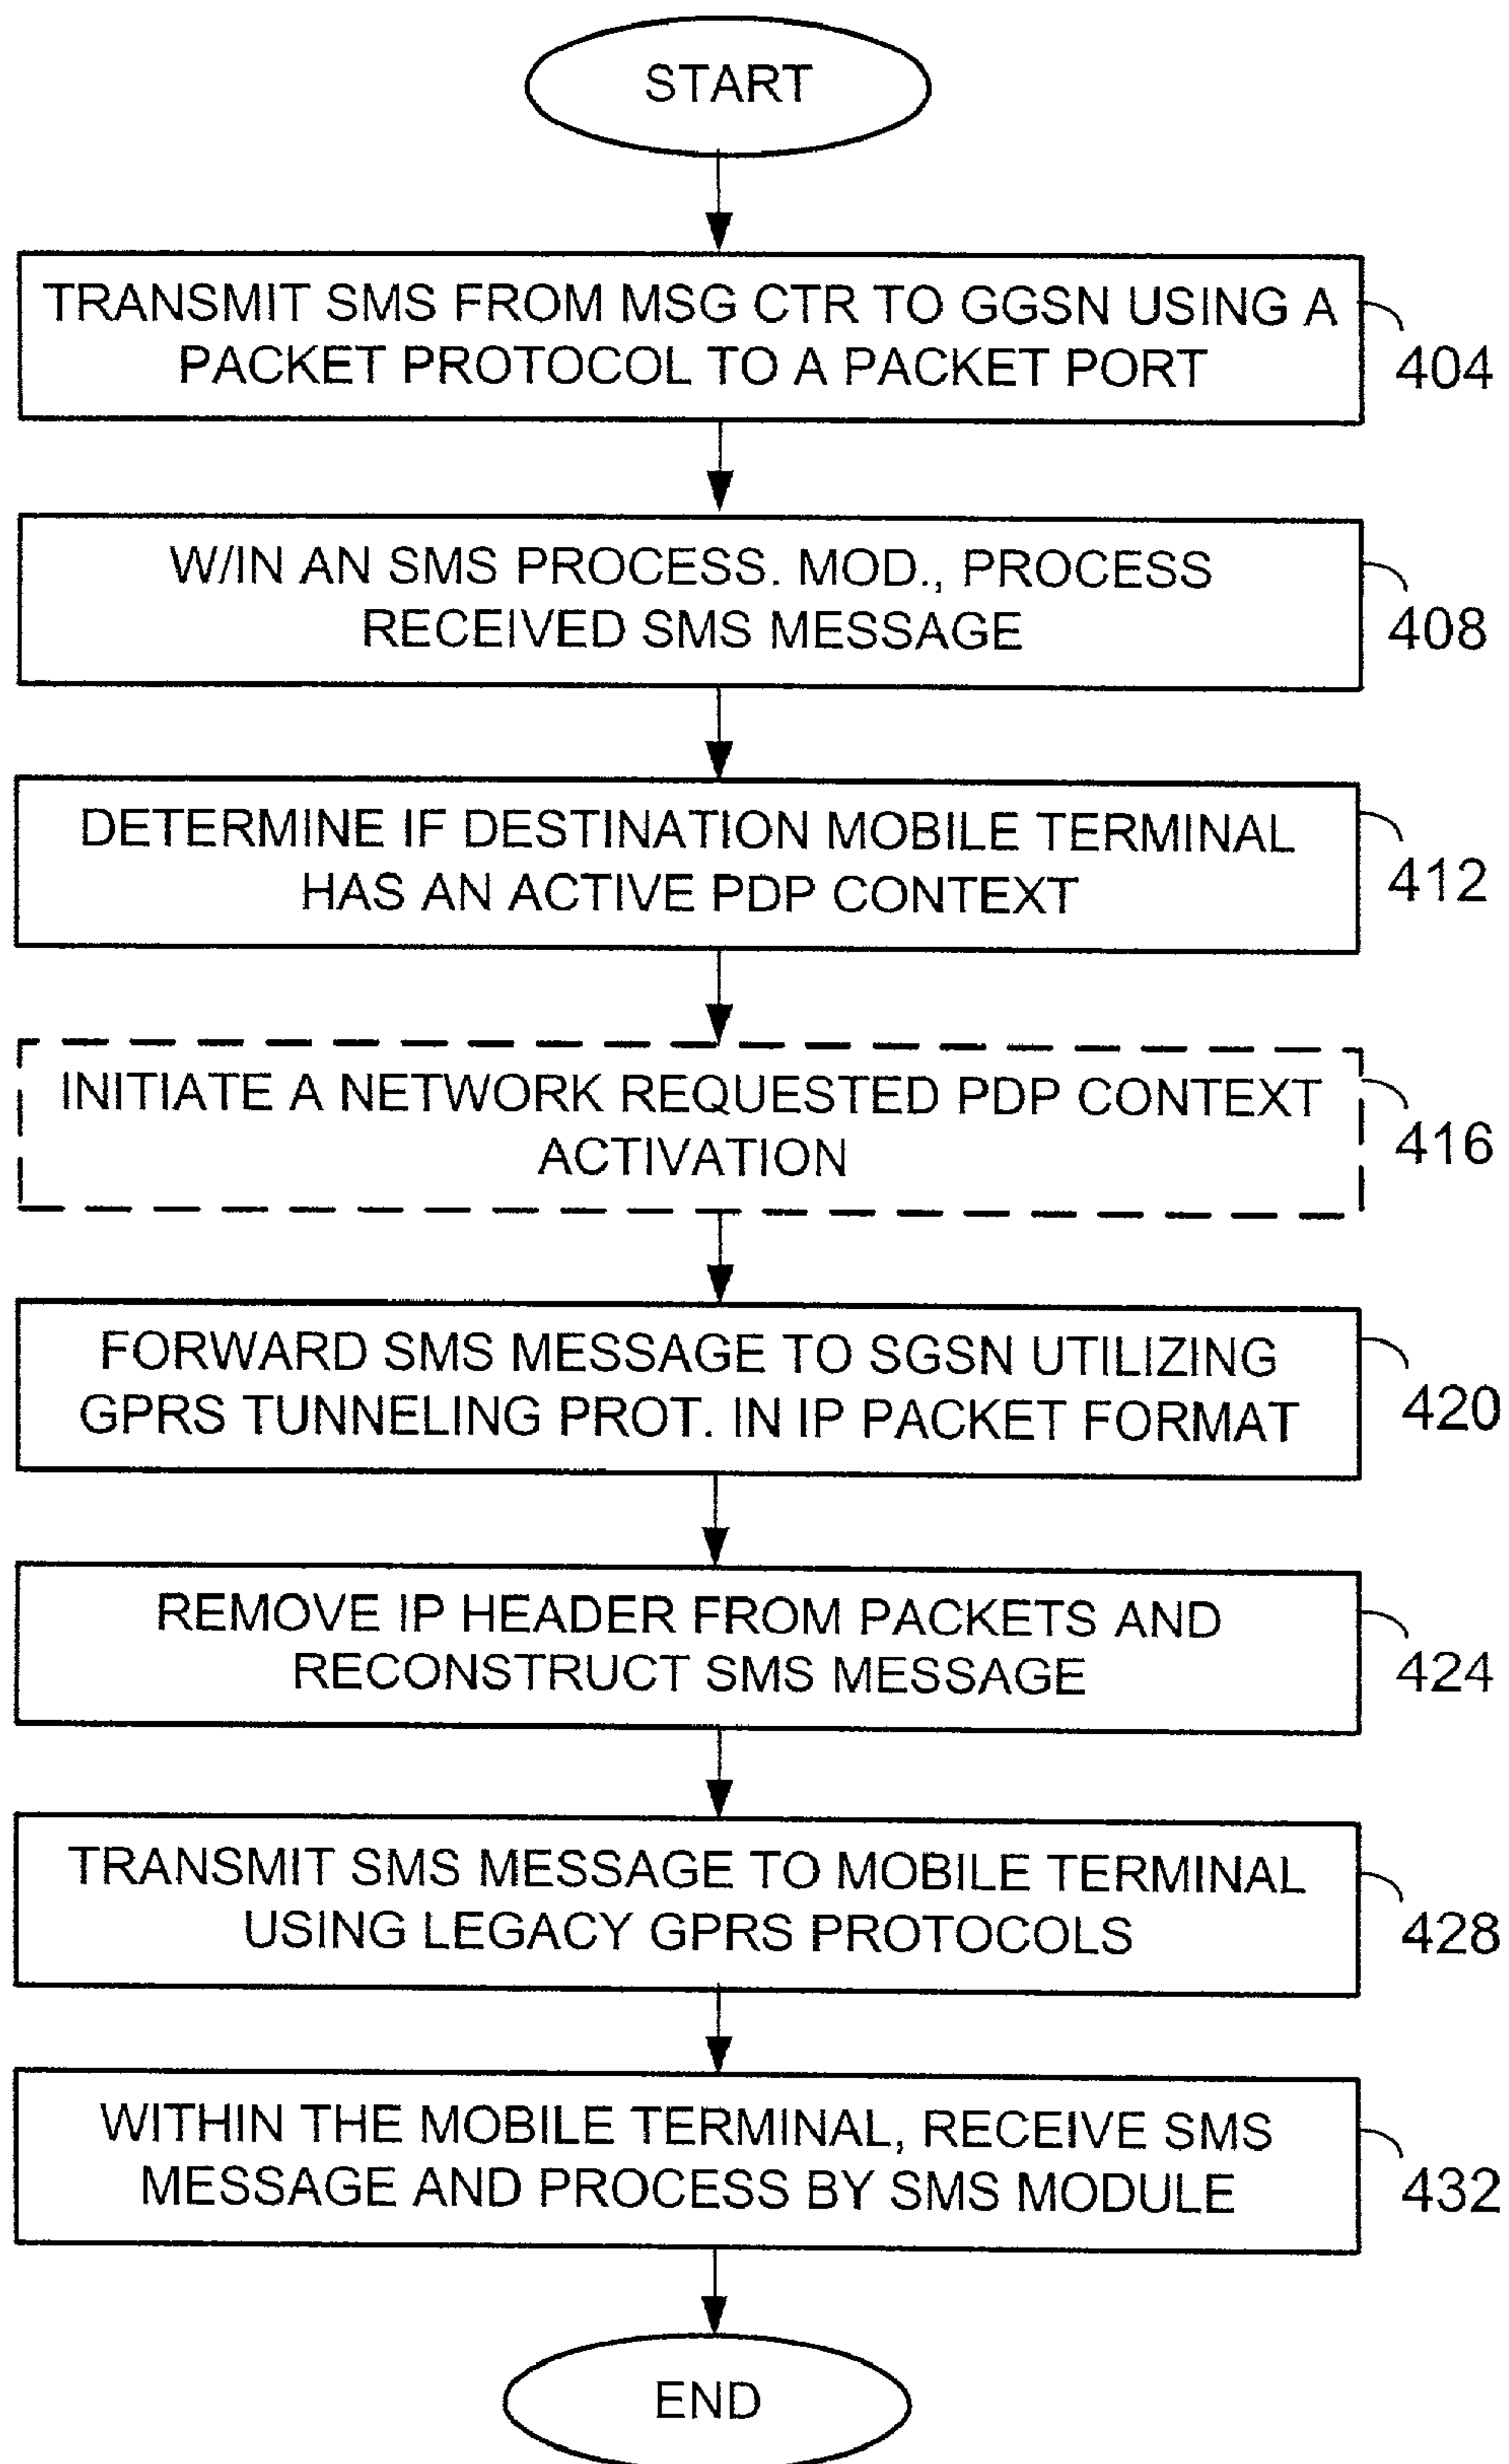 START
TRANSMIT SMS FROM MSG CTR TO GGSN USING A
PACKET PROTOCOL TO A PACKET PORT
404
W/IN AN SMS PROCESS. MOD., PROCESS
RECEIVED SMS MESSAGE
408
DETERMINE IF DESTINATION MOBILE TERMINAL
HAS AN ACTIVE PDP CONTEXT
412
INITIATE A NETWORK REQUESTED PDP CONTEXT
ACTIVATION
416
FORWARD SMS MESSAGE TO SGSN UTILIZING
GPRS TUNNELING PROT. IN IP PACKET FORMAT
420
REMOVE IP HEADER FROM PACKETS AND
RECONSTRUCT SMS MESSAGE
424
TRANSMIT SMS MESSAGE TO MOBILE TERMINAL
USING LEGACY GPRS PROTOCOLS
428
WITHIN THE MOBILE TERMINAL, RECEIVE SMS
MESSAGE AND PROCESS BY SMS MODULE
432
END